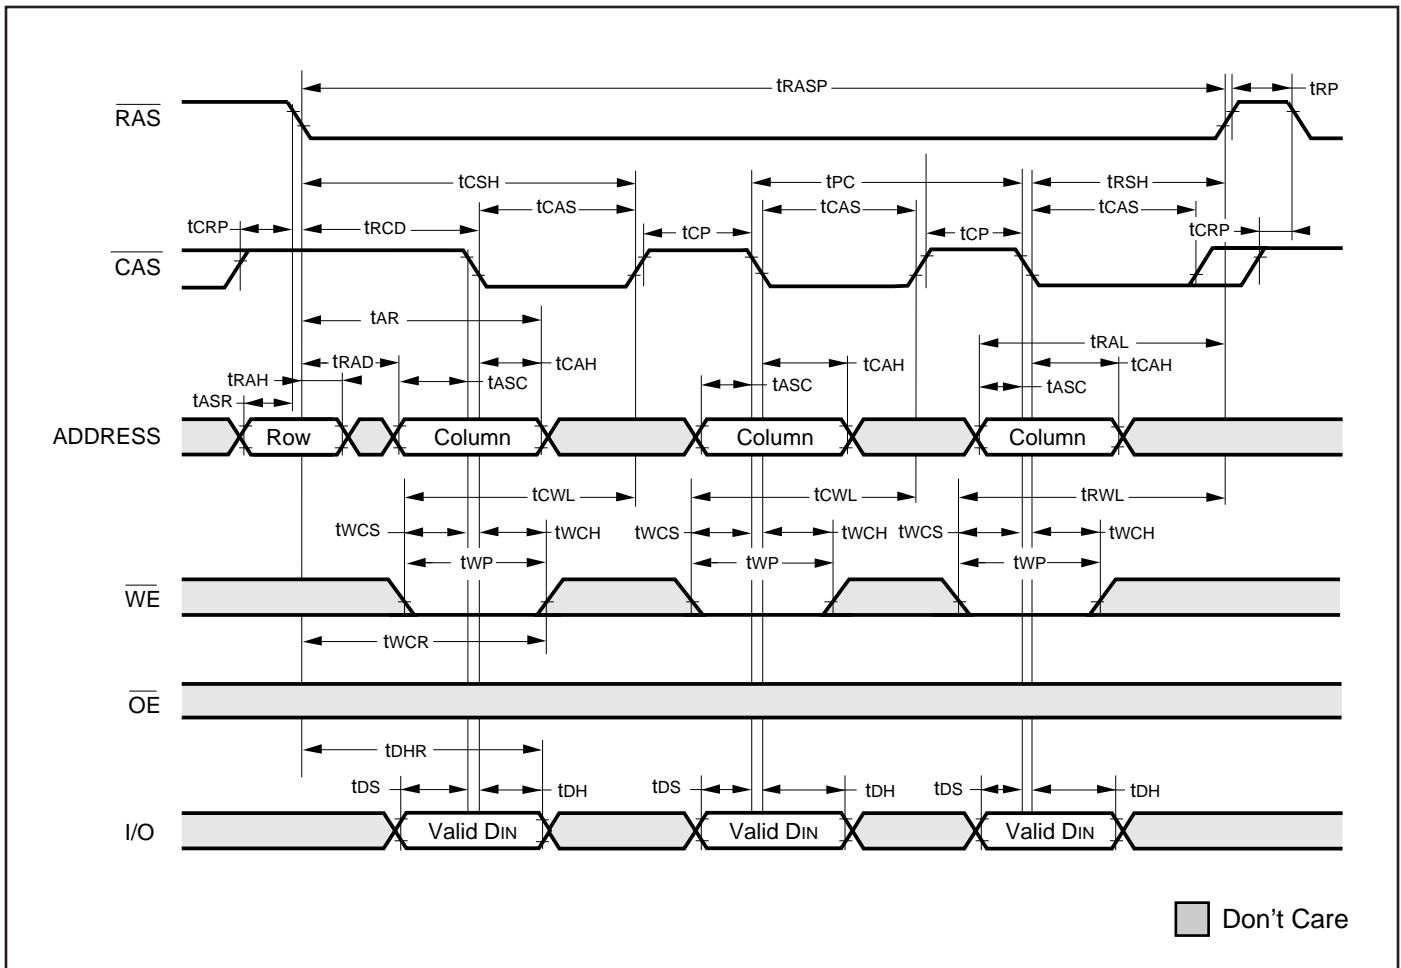 tRASP tRP
RAS
tCSH tPC tRSH
tCAS tCAS tCAS
tCRP tRCD tCP tCP tCRP
CAS
tAR
tRAL
tRAD tCAH tCAH tCAH
tRAH tASC tASC tASC
tASR
ADDRESS Row Column Column Column
tCWL tCWL tRWL
tWCS tWCH tWCS tWCH tWCS tWCH
tWP tWP tWP
WE
tWCR
OE
tDHR
tDS tDH tDS tDH tDS tDH
I/O Valid DIN Valid DIN Valid DIN
Don't Care